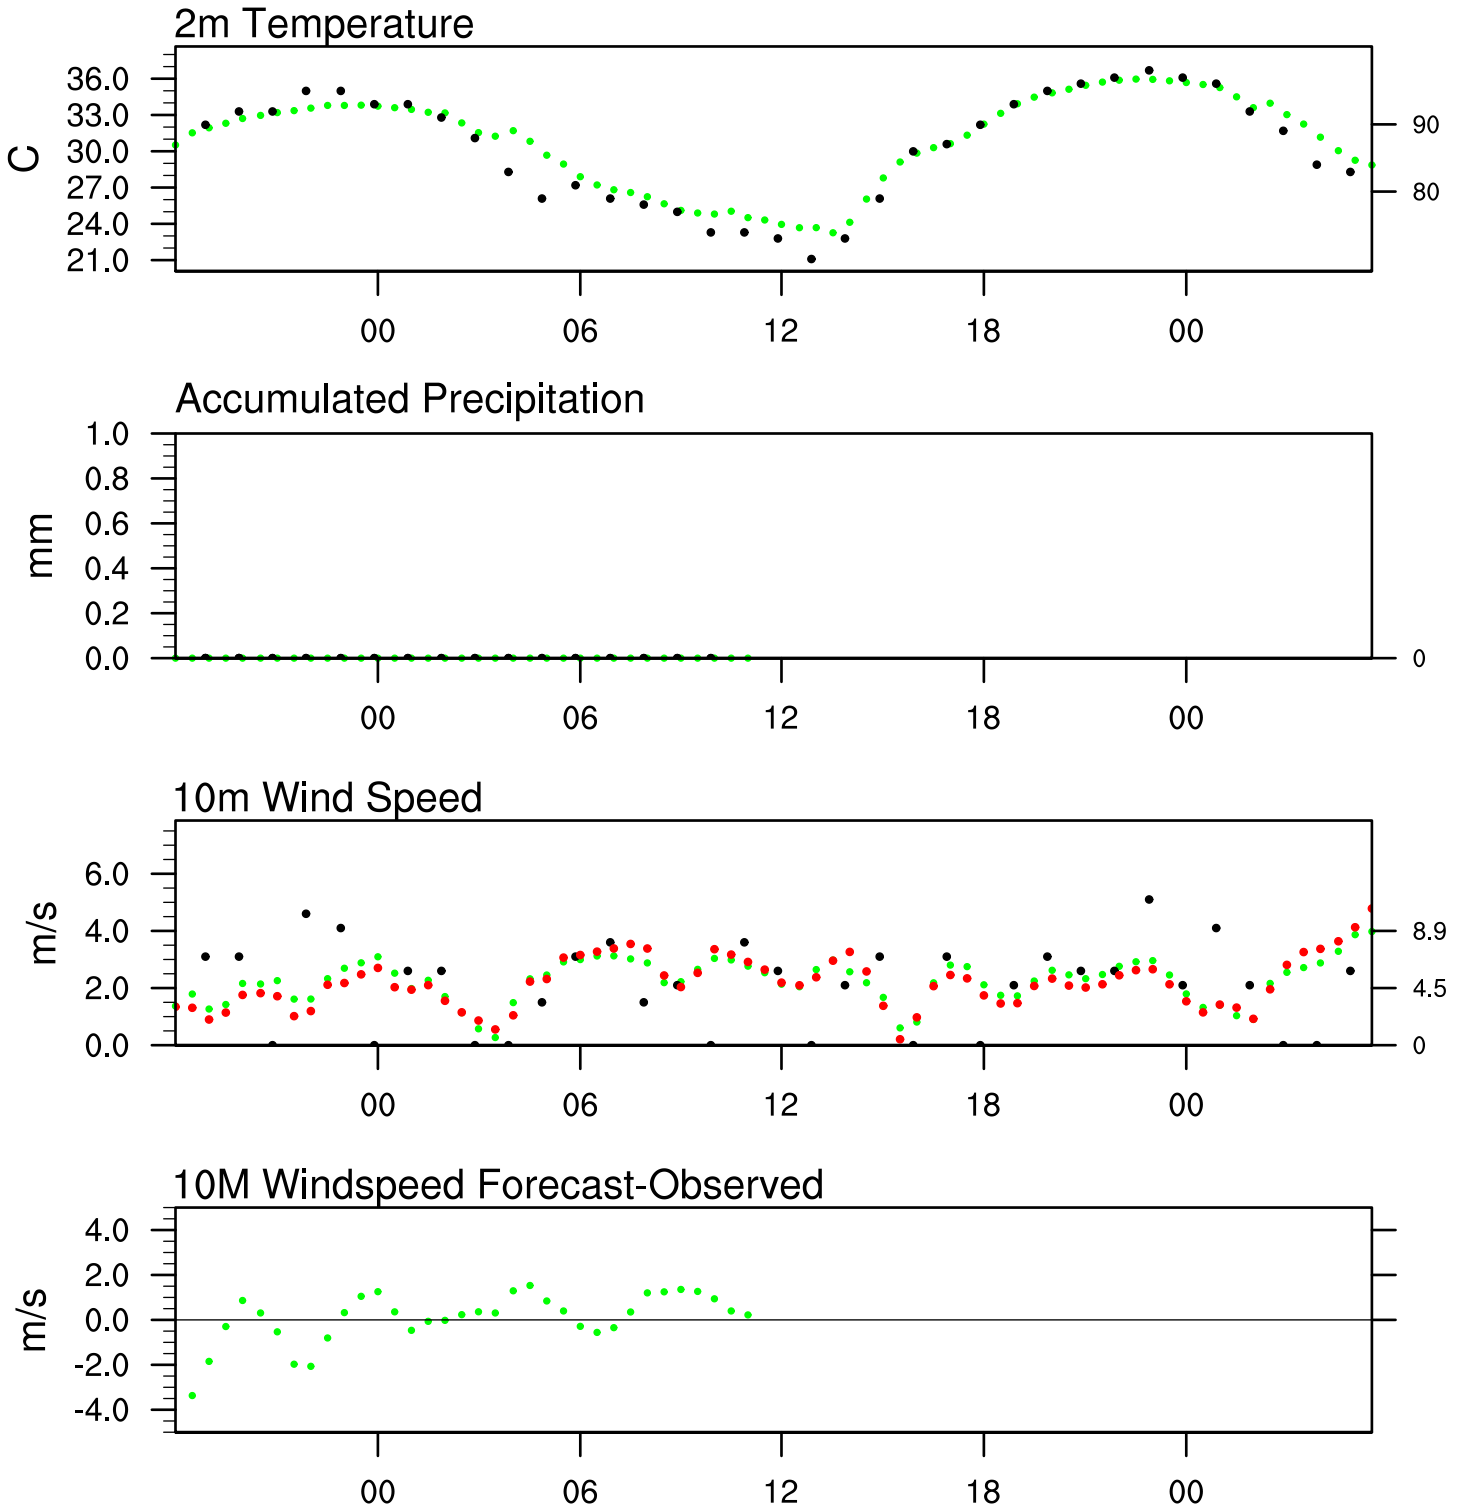 2m Temperature
36.0
33.0
90
30.0
C
27.0
80
24.0
21.0
00 06 12 18 00
Accumulated Precipitation
1.0
0.8
0.6
mm
0.4
0.2
0.0 0
00 06 12 18 00
10m Wind Speed
6.0
4.0 8.9
m/s
2.0 4.5
0.0 0
00 06 12 18 00
10M Windspeed Forecast-Observed
4.0
2.0
0.0
m/s
-2.0
-4.0
00 06 12 18 00